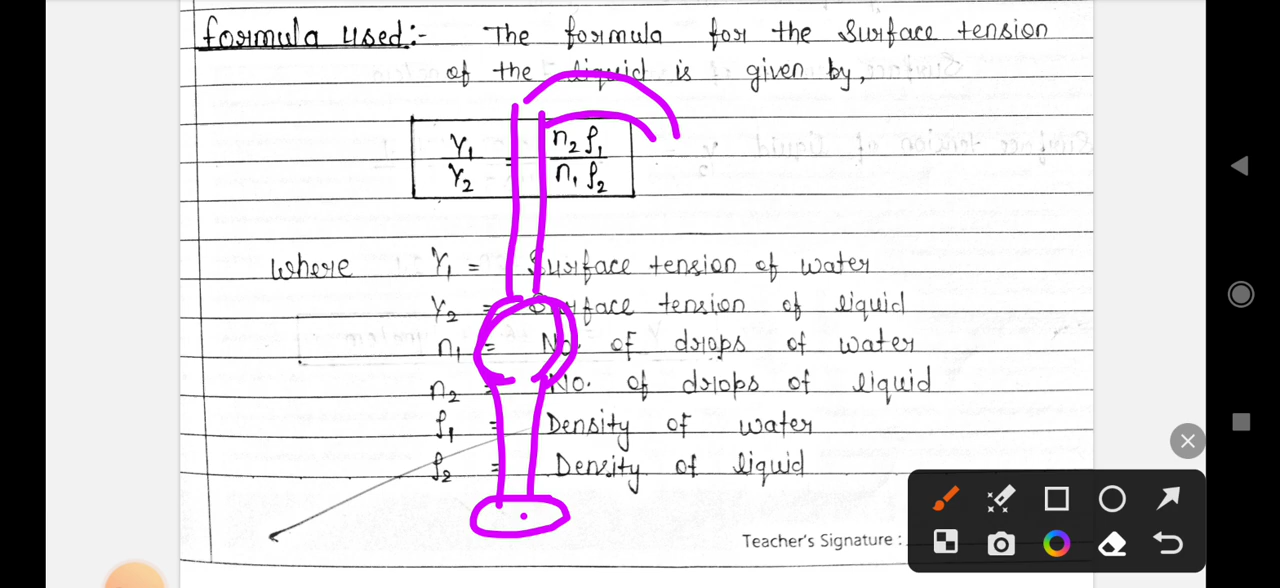 Formula Used:- The formula for the Surface tension
of the liquid is given by,
γ1/γ2 = n2 ρ1/n1 ρ2
where γ1 = Surface tension of water
γ2 = Surface tension of liquid
n1 = No. of drops of water
n2 = No. of drops of liquid
ρ1 = Density of water
ρ2 = Density of liquid
Teacher's Signature :